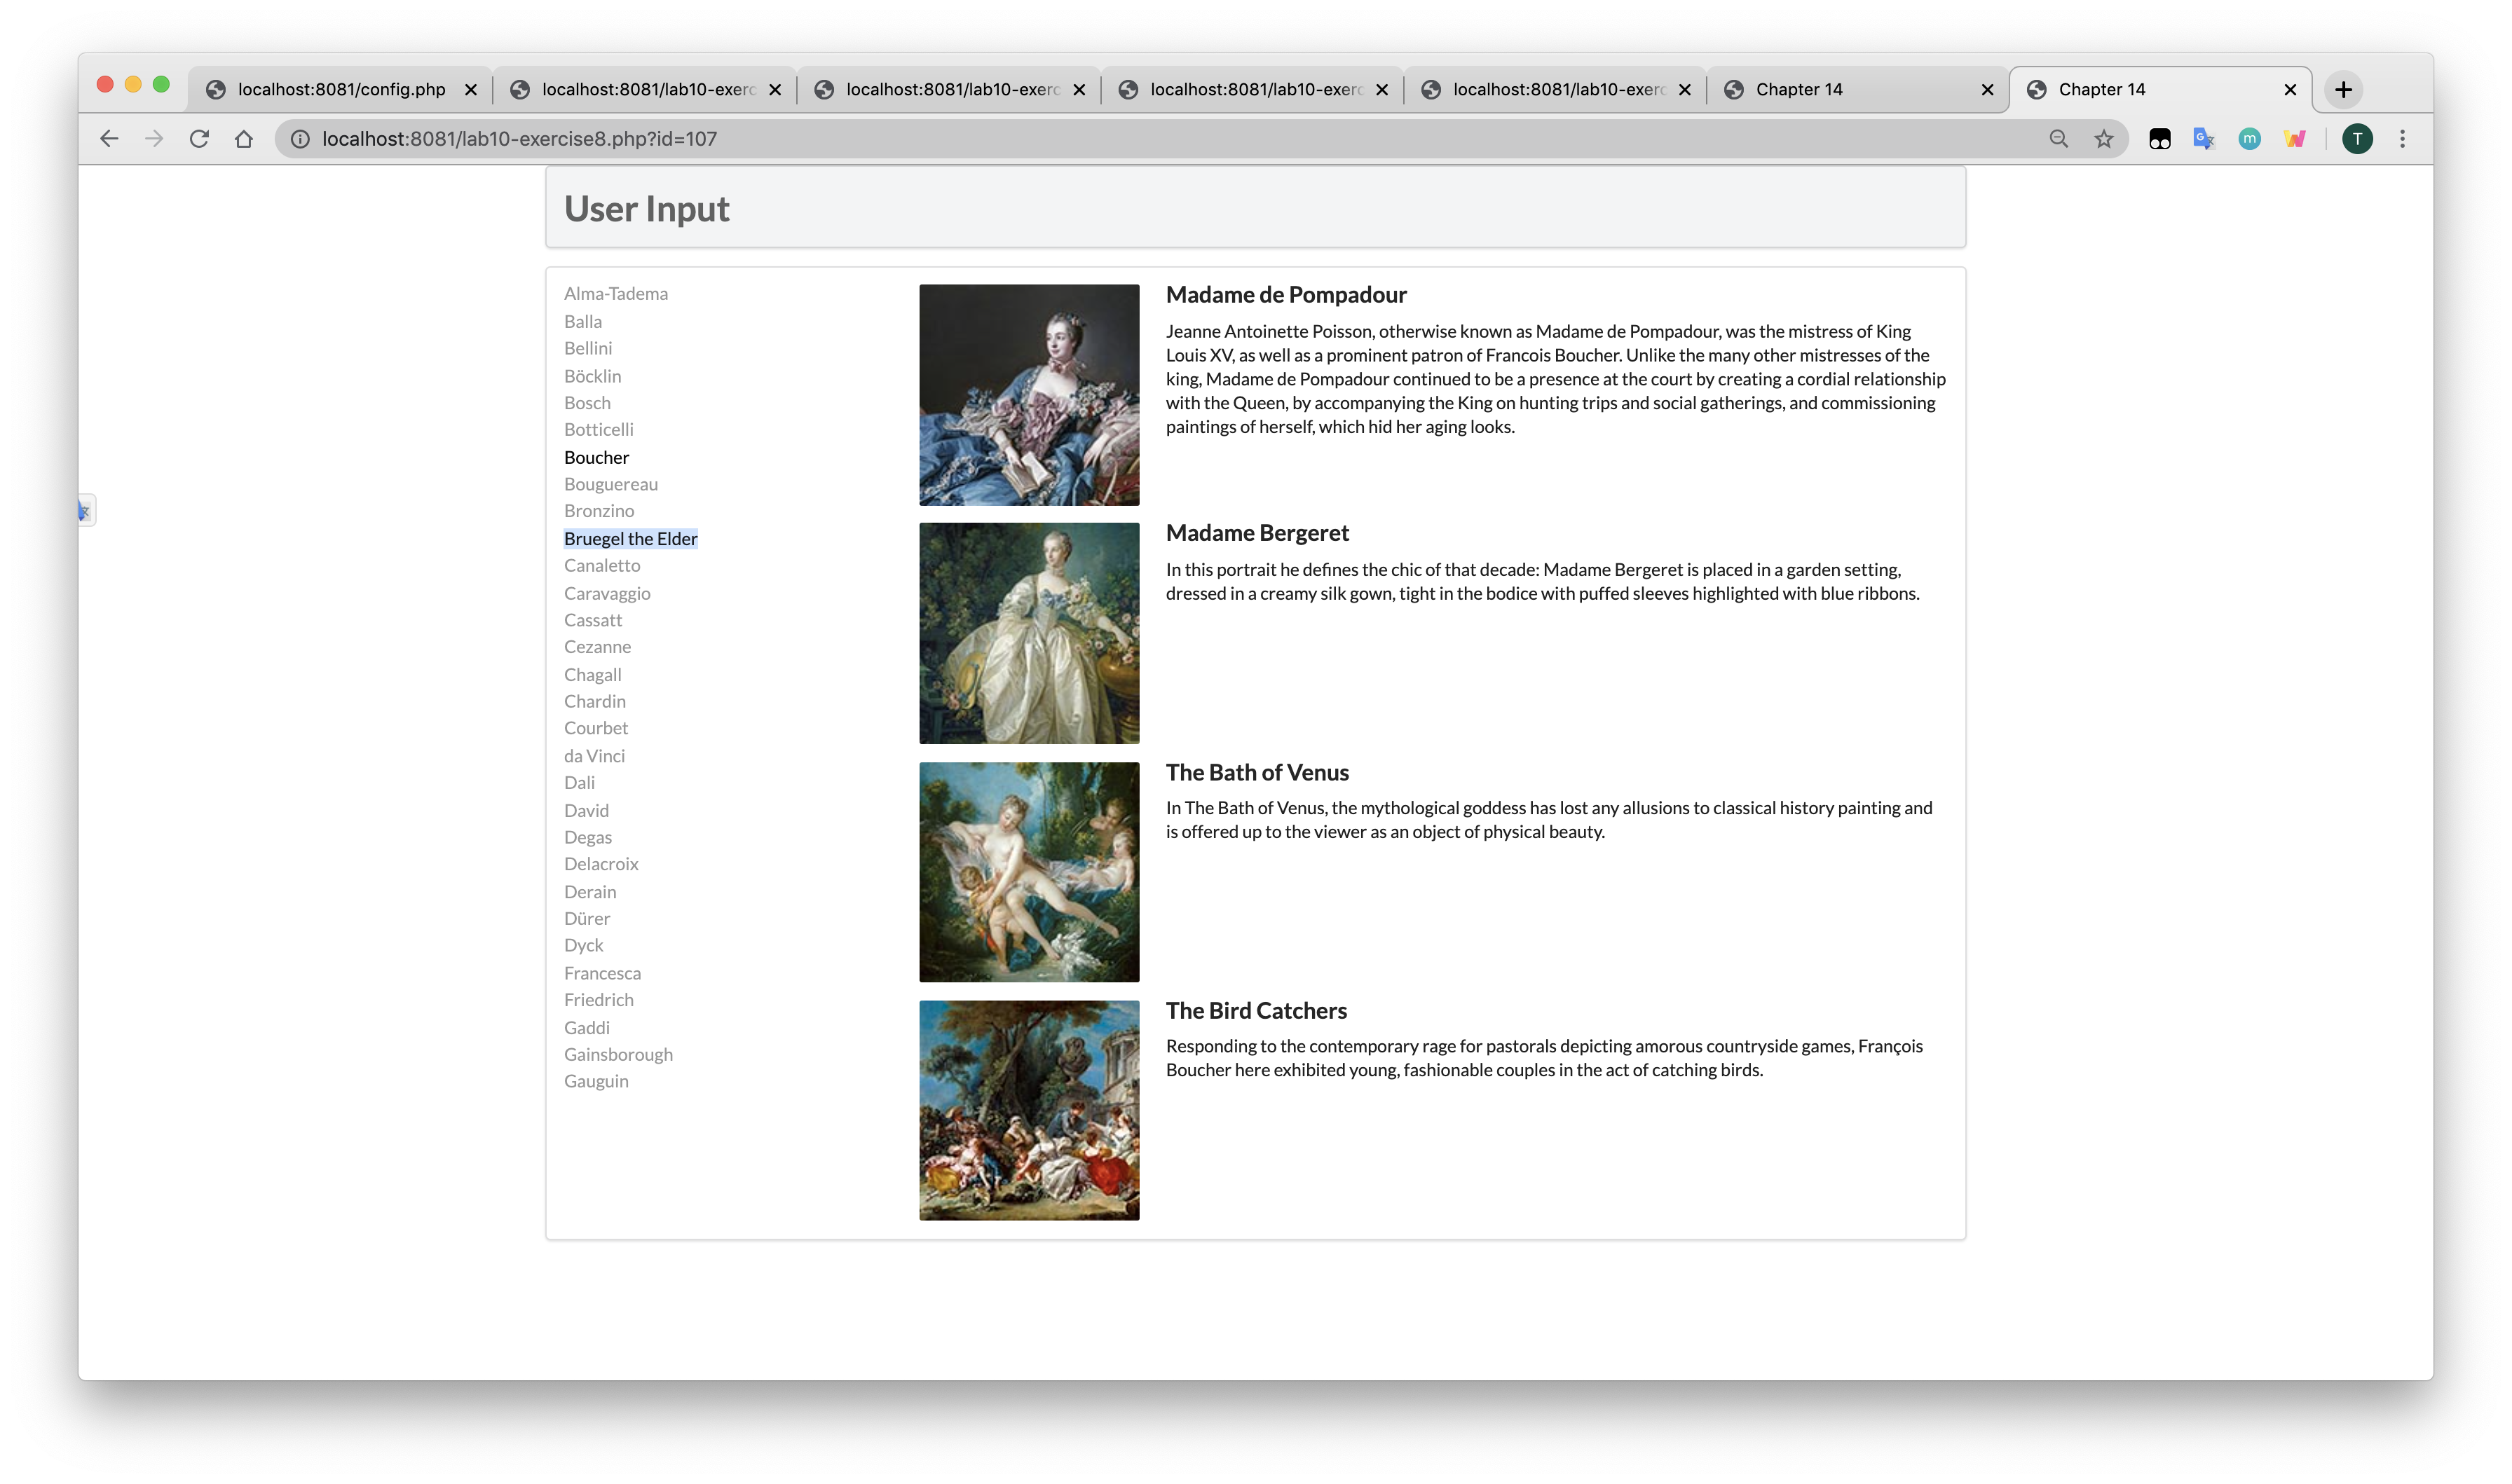 localhost:8081/config.php
localhost:8081/lab10-exerc
localhost:8081/lab10-exerc
localhost:8081/lab10-exerc
localhost:8081/lab10-exerc
Chapter 14
Chapter 14
localhost:8081/lab10-exercise8.php?id=107
G
m
T
User Input
Alma-Tadema
Balla
Bellini
Böcklin
Bosch
Botticelli
Boucher
Bouguereau
Bronzino
Bruegel the Elder
Canaletto
Caravaggio
Cassatt
Cezanne
Chagall
Chardin
Courbet
da Vinci
Dali
David
Degas
Delacroix
Derain
Dürer
Dyck
Francesca
Friedrich
Gaddi
Gainsborough
Gauguin
Madame de Pompadour
Jeanne Antoinette Poisson, otherwise known as Madame de Pompadour, was the mistress of King
Louis XV, as well as a prominent patron of Francois Boucher. Unlike the many other mistresses of the
king, Madame de Pompadour continued to be a presence at the court by creating a cordial relationship
with the Queen, by accompanying the King on hunting trips and social gatherings, and commissioning
paintings of herself, which hid her aging looks.
Madame Bergeret
In this portrait he defines the chic of that decade: Madame Bergeret is placed in a garden setting,
dressed in a creamy silk gown, tight in the bodice with puffed sleeves highlighted with blue ribbons.
The Bath of Venus
In The Bath of Venus, the mythological goddess has lost any allusions to classical history painting and
is offered up to the viewer as an object of physical beauty.
The Bird Catchers
Responding to the contemporary rage for pastorals depicting amorous countryside games, François
Boucher here exhibited young, fashionable couples in the act of catching birds.